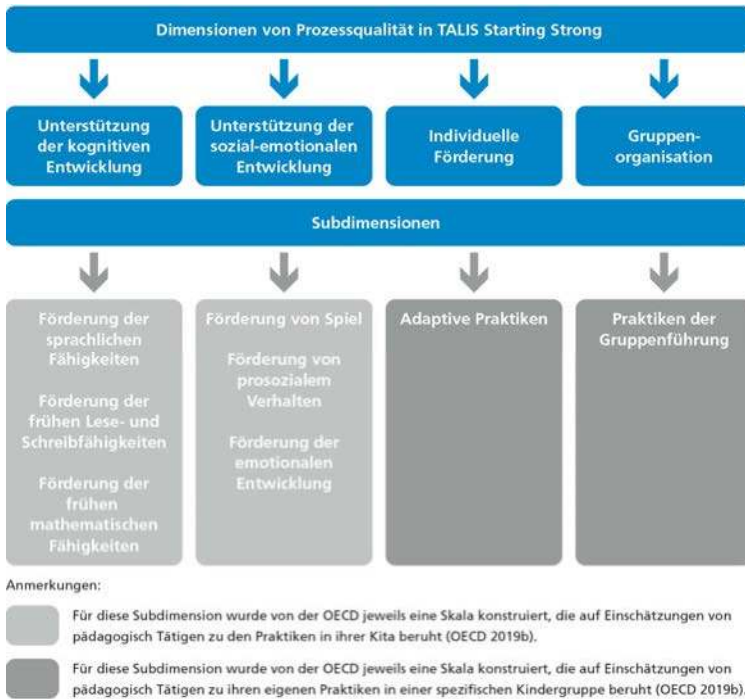 Dimensionen von Prozessqualität in TALIS Starting Strong
Unterstützung
der kognitiven
Entwicklung
Unterstützung der
sozial-emotionalen
Entwicklung
Individuelle
Förderung
Gruppen-
organisation
Subdimensionen
Förderung der
sprachlichen
Fähigkeiten
Förderung der
frühen Lese- und
Schreibfähigkeiten
Förderung der
frühen
mathematischen
Fähigkeiten
Förderung von Spiel
Förderung von
prosozialem
Verhalten
Förderung der
emotionalen
Entwicklung
Adaptive Praktiken
Praktiken der
Gruppenführung
Anmerkungen:
Für diese Subdimension wurde von der OECD jeweils eine Skala konstruiert, die auf Einschätzungen von
pädagogisch Tätigen zu den Praktiken in ihrer Kita beruht (OECD 2019b).
Für diese Subdimension wurde von der OECD jeweils eine Skala konstruiert, die auf Einschätzungen von
pädagogisch Tätigen zu ihren eigenen Praktiken in einer spezifischen Kindergruppe beruht (OECD 2019b).